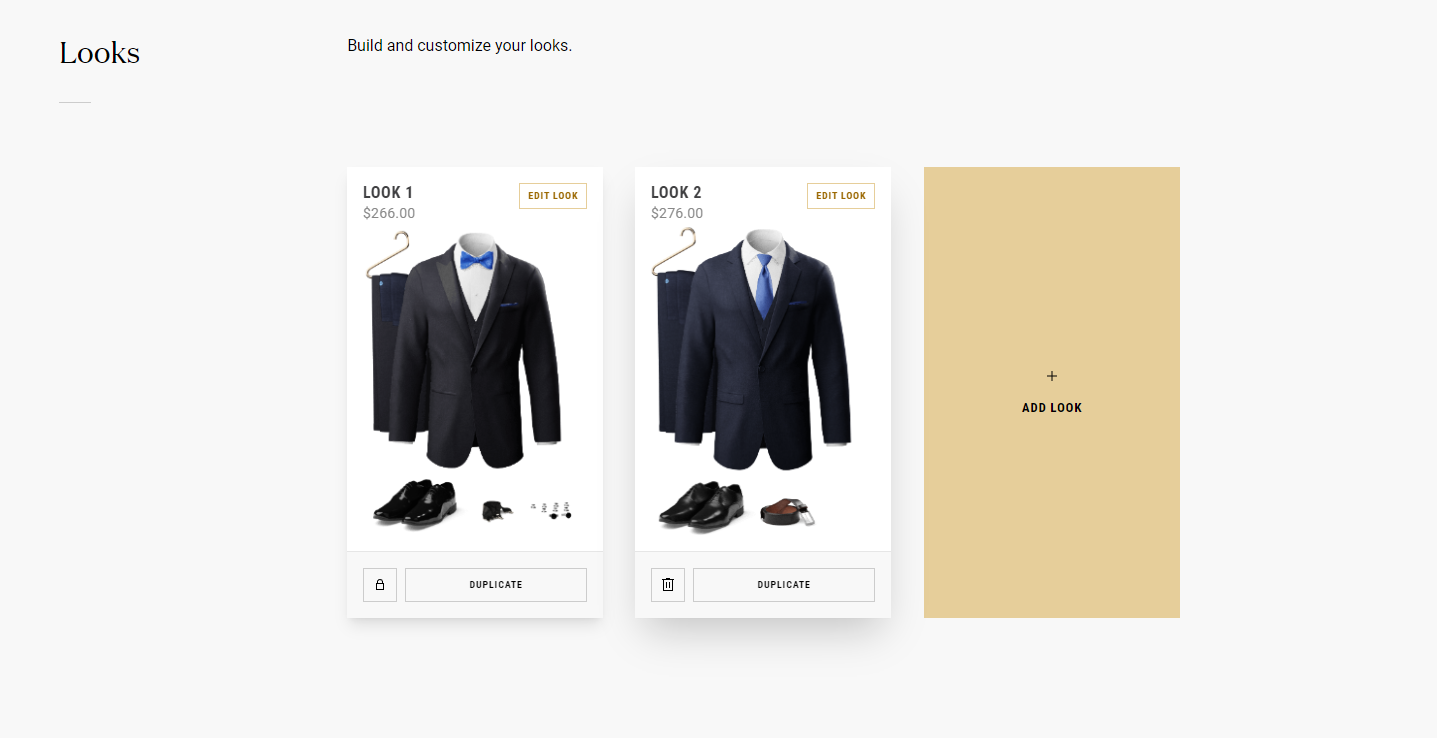 Looks
Build and customize your looks.
LOOK 1
EDIT LOOK
$266.00
DUPLICATE
LOOK 2
EDIT LOOK
$276.00
DUPLICATE
ADD LOOK